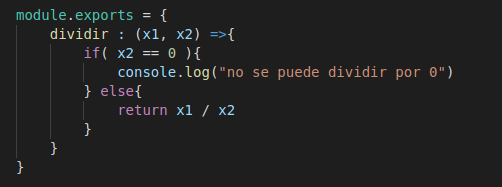 module.exports = {
    dividir : (x1, x2) =>{
        if( x2 == 0 ){
            console.log("no se puede dividir por 0")
        } else{
            return x1 / x2
        }
    }
}